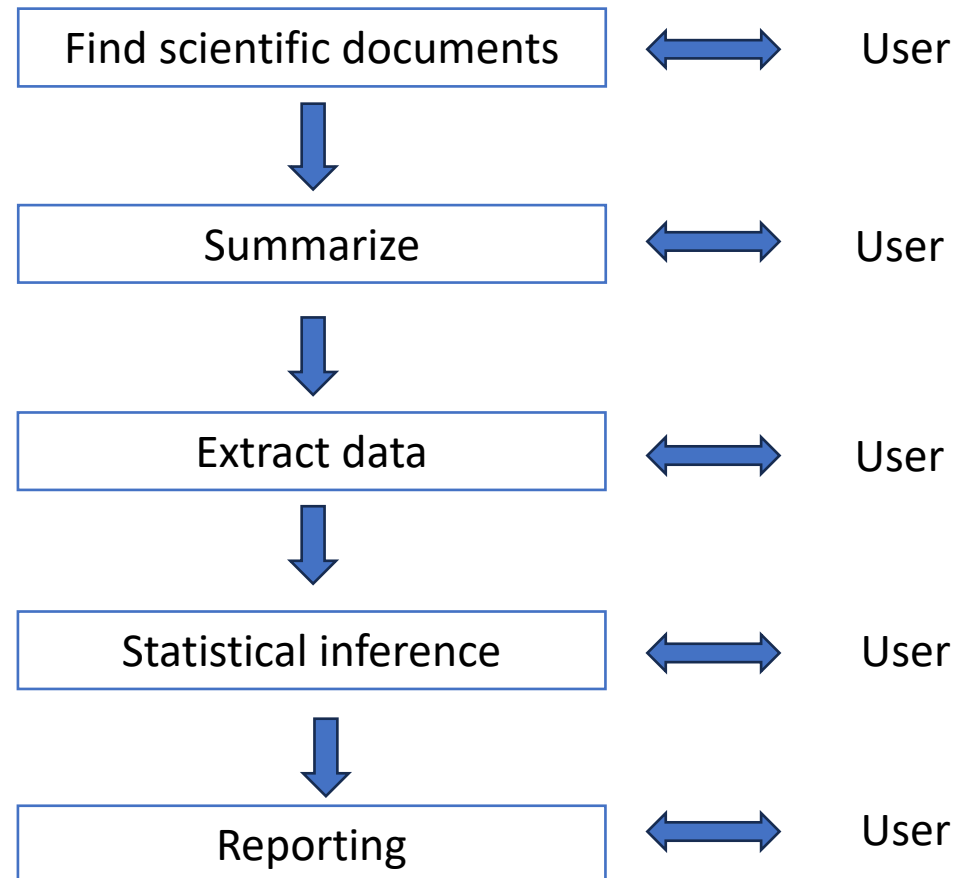 Find scientific documents User
Summarize User
Extract data User
Statistical inference User
Reporting User